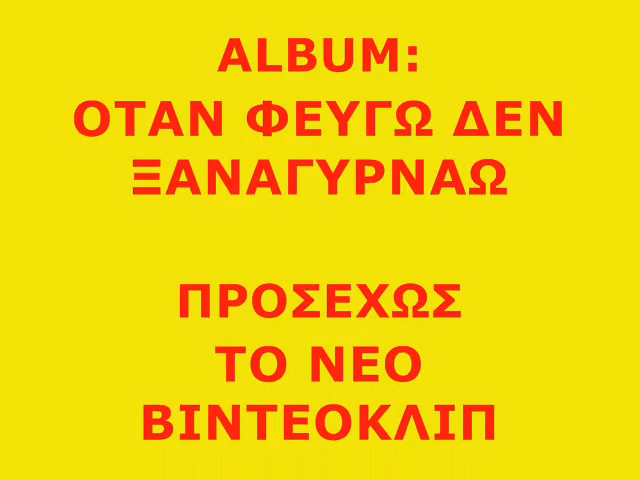 ALBUM:
ΟΤΑΝ ΦΕΥΓΩ ΔΕΝ
ΞΑΝΑΓΥΡΝΑΩ
ΠΡΟΣΕΧΩΣ
ΤΟ ΝΕΟ
ΒΙΝΤΕΟΚΛΙΠ